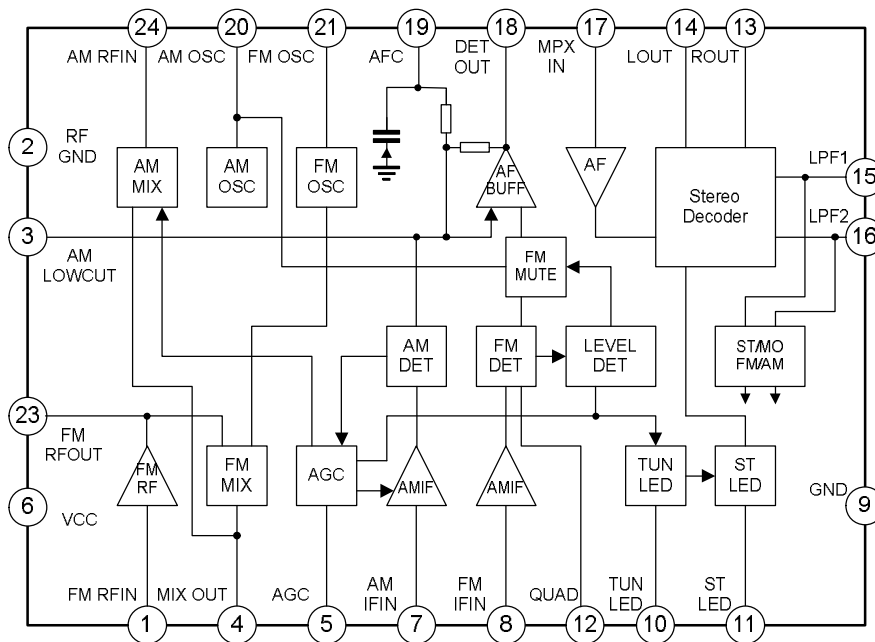 24 20 21 19 18 17 14 13
AM RFIN AM OSC FM OSC AFC DET OUT MPX IN LOUT ROUT
2 RF GND
AM MIX
AM OSC
FM OSC
AF BUFF
AF
Stereo Decoder
LPF1
15
LPF2
16
3 AM LOWCUT
FM MUTE
AM DET
FM DET
LEVEL DET
ST/MO FM/AM
23 FM RFOUT
FM RF
FM MIX
AGC
AMIF
AMIF
TUN LED
ST LED
6 VCC
GND 9
FM RFIN MIX OUT AGC AM IFIN FM IFIN QUAD TUN LED ST LED
1 4 5 7 8 12 10 11